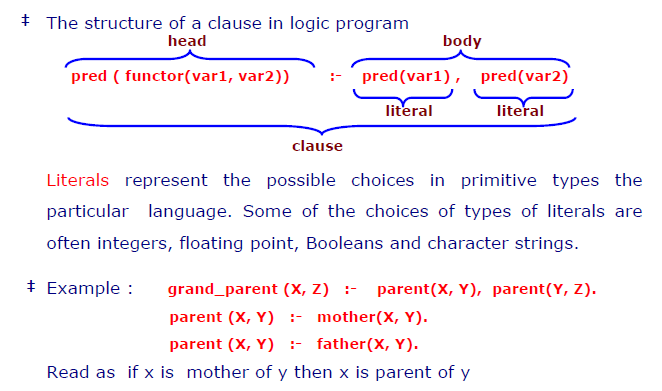 ‡ The structure of a clause in logic program
head body
pred ( functor(var1, var2)) :- pred(var1) , pred(var2)
literal literal
clause
Literals represent the possible choices in primitive types the
particular language. Some of the choices of types of literals are
often integers, floating point, Booleans and character strings.
‡ Example : grand_parent (X, Z) :- parent(X, Y), parent(Y, Z).
parent (X, Y) :- mother(X, Y).
parent (X, Y) :- father(X, Y).
Read as if x is mother of y then x is parent of y